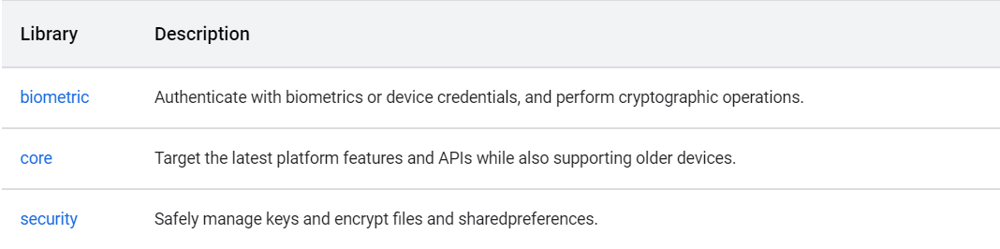 Library Description
biometric Authenticate with biometrics or device credentials, and perform cryptographic operations.
core Target the latest platform features and APIs while also supporting older devices.
security Safely manage keys and encrypt files and sharedpreferences.